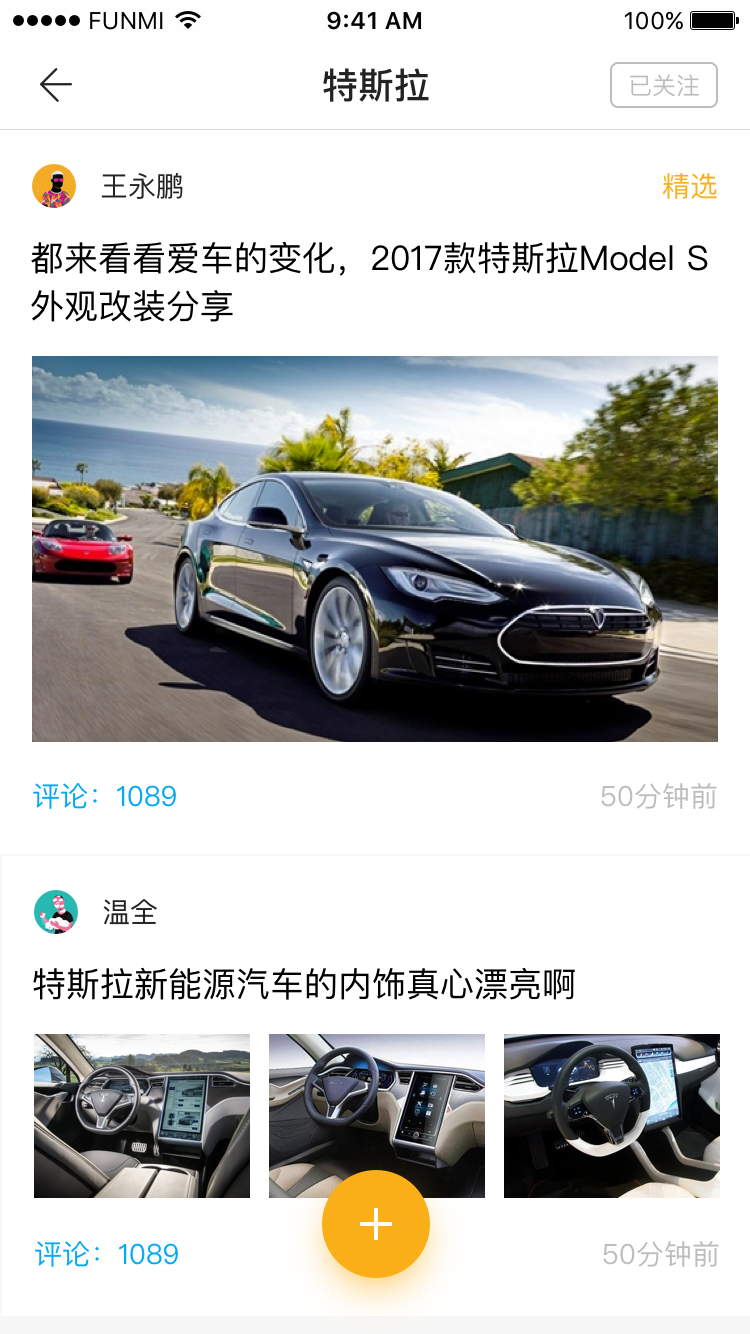 FUNMI
9:41 AM
100%
特斯拉
已关注
王永鹏
精选
都来看看爱车的变化，2017款特斯拉Model S
外观改装分享
评论：1089
50分钟前
温全
特斯拉新能源汽车的内饰真心漂亮啊
评论：1089
50分钟前